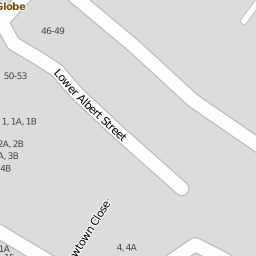 Globe
46-49
50-53
Lower Albert Street
1, 1A, 1B
2A, 2B
A, 3B
4B
wtown Close
4, 4A
1A